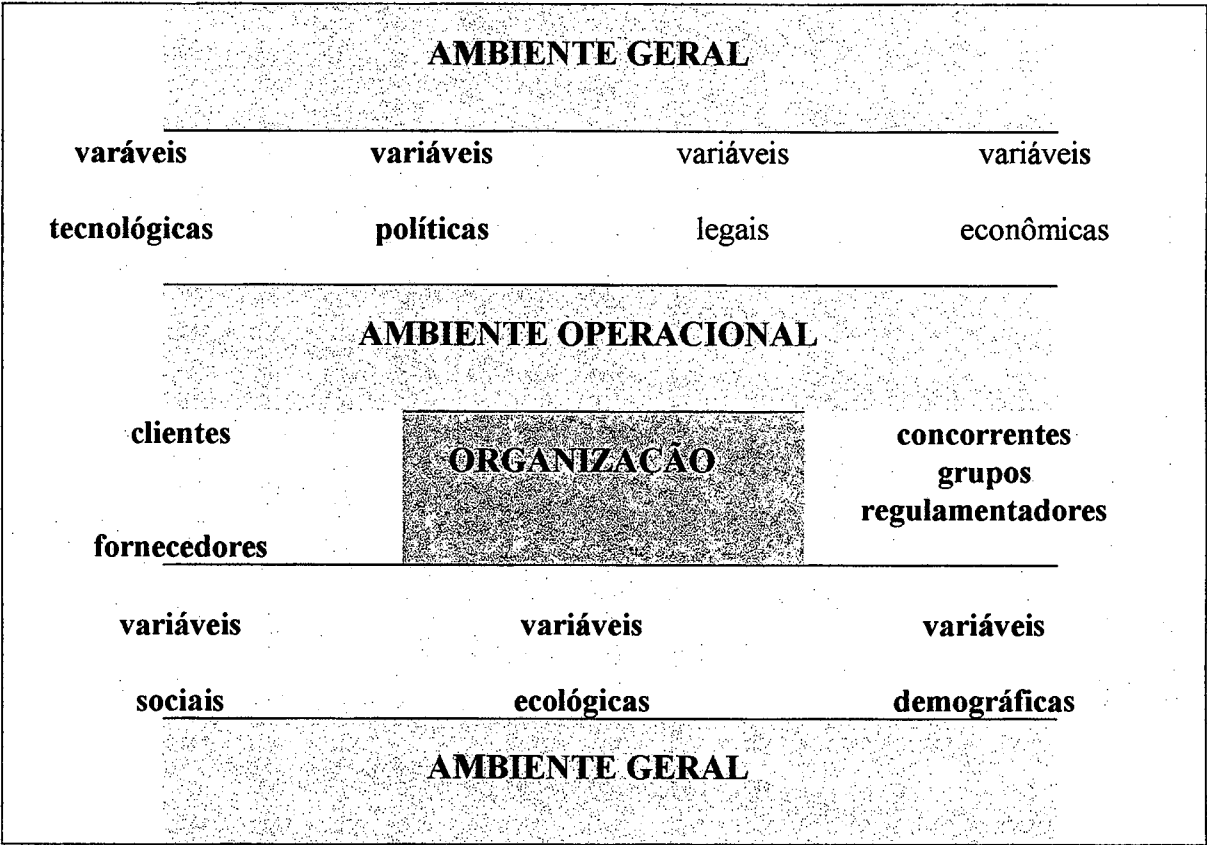 AMBIENTE GERAL
varáveis variáveis variáveis variáveis
tecnológicas políticas legais econômicas
AMBIENTE OPERACIONAL
clientes
fornecedores
ORGANIZAÇÃO
concorrentes
grupos
regulamentadores
variáveis variáveis variáveis
sociais ecológicas demográficas
AMBIENTE GERAL